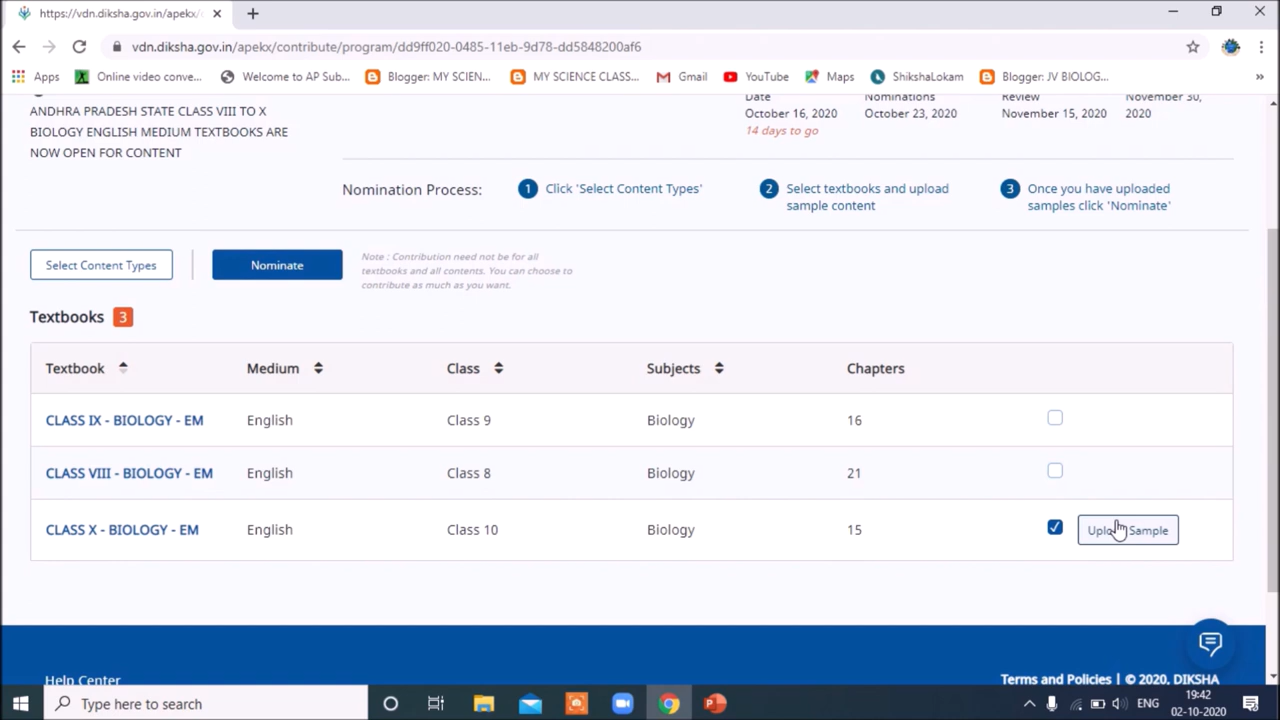 https://vdn.diksha.gov.in/apekx/c
vdn.diksha.gov.in/apekx/contribute/program/dd9ff020-0485-11eb-9d78-dd5848200af6
Apps Online video conve... Welcome to AP Sub... Blogger: MY SCIEN... MY SCIENCE CLASS... Gmail YouTube Maps ShikshaLokam Blogger: JV BIOLOG... »
ANDHRA PRADESH STATE CLASS VIII TO X
BIOLOGY ENGLISH MEDIUM TEXTBOOKS ARE
NOW OPEN FOR CONTENT
Date Nominations Review November 30,
October 16, 2020 October 23, 2020 November 15, 2020 2020
14 days to go
Nomination Process:
1 Click 'Select Content Types'
2 Select textbooks and upload
sample content
3 Once you have uploaded
samples click 'Nominate'
Select Content Types
Nominate
Note : Contribution need not be for all
textbooks and all contents. You can choose to
contribute as much as you want.
Textbooks 3
Textbook Medium Class Subjects Chapters
CLASS IX - BIOLOGY - EM English Class 9 Biology 16
CLASS VIII - BIOLOGY - EM English Class 8 Biology 21
CLASS X - BIOLOGY - EM English Class 10 Biology 15 Upload Sample
Help Center
Terms and Policies | © 2020, DIKSHA
Type here to search
ENG
19:42
02-10-2020